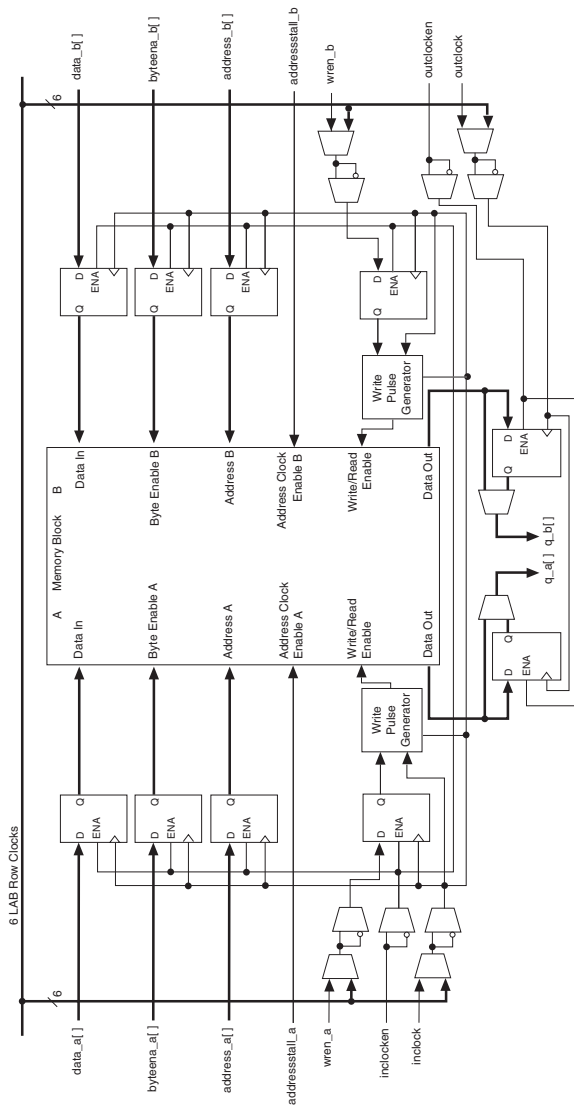 6 LAB Row Clocks
6
data_a[ ]
byteena_a[ ]
address_a[ ]
addressstall_a
wren_a
inclocken
inclock
D
Q
ENA
D
Q
ENA
D
Q
ENA
D
Q
ENA
Write
Pulse
Generator
A
Memory Block
B
Data In
Byte Enable A
Address A
Address Clock
Enable A
Write/Read
Enable
Data Out
Data In
Byte Enable B
Address B
Address Clock
Enable B
Write/Read
Enable
Data Out
D
Q
ENA
q_a[ ]
q_b[ ]
D
Q
ENA
Write
Pulse
Generator
Q
D
ENA
Q
D
ENA
Q
D
ENA
Q
D
ENA
6
data_b[ ]
byteena_b[ ]
address_b[ ]
addressstall_b
wren_b
outclocken
outclock